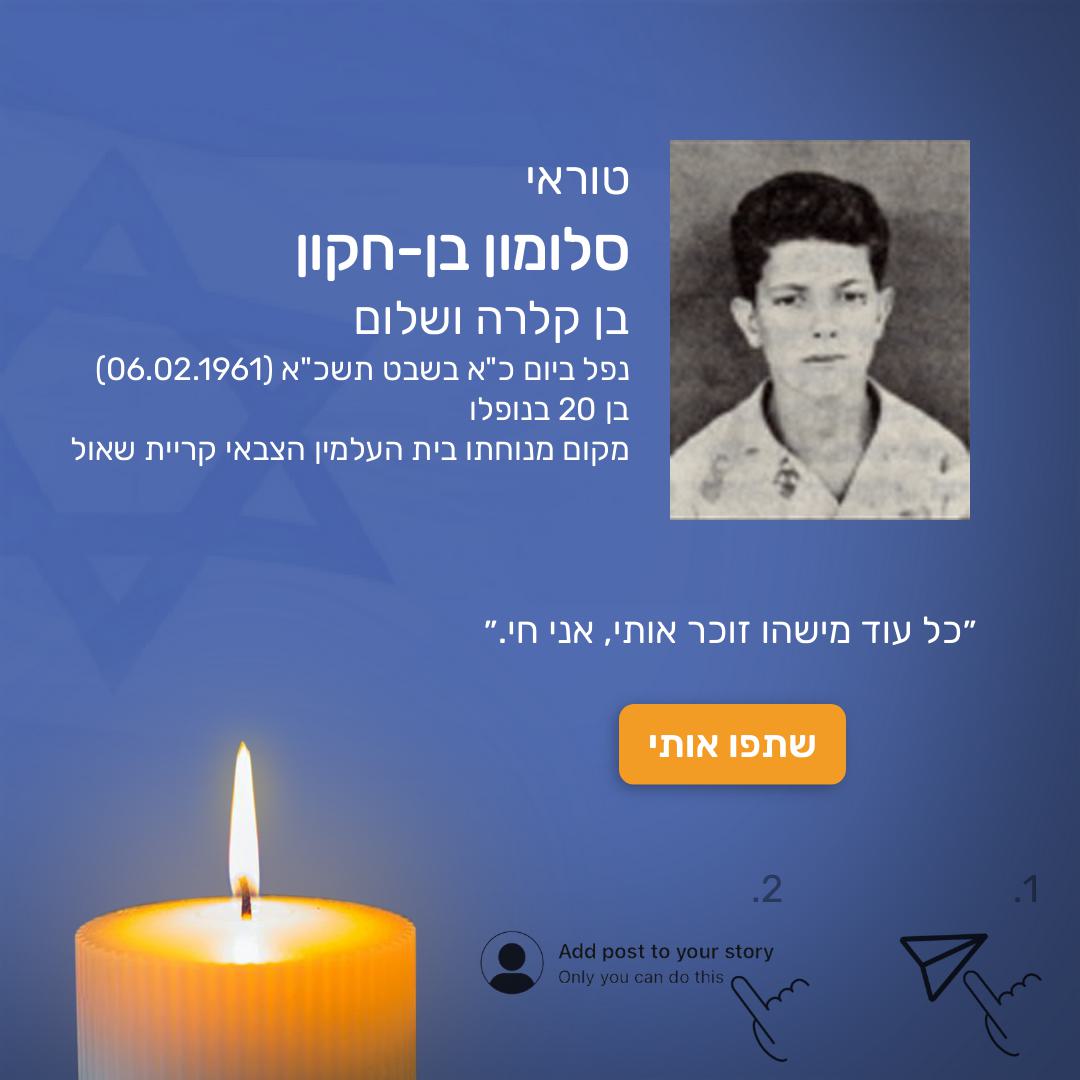 טוראי
סלומון בן-חקון
בן קלרה ושלום
נפל ביום כ"א בשבט תשכ"א (06.02.1961)
בן 20 בנופלו
מקום מנוחתו בית העלמין הצבאי קריית שאול
״כל עוד מישהו זוכר אותי, אני חי.״
שתפו אותי
1.
2.
Add post to your story
Only you can do this